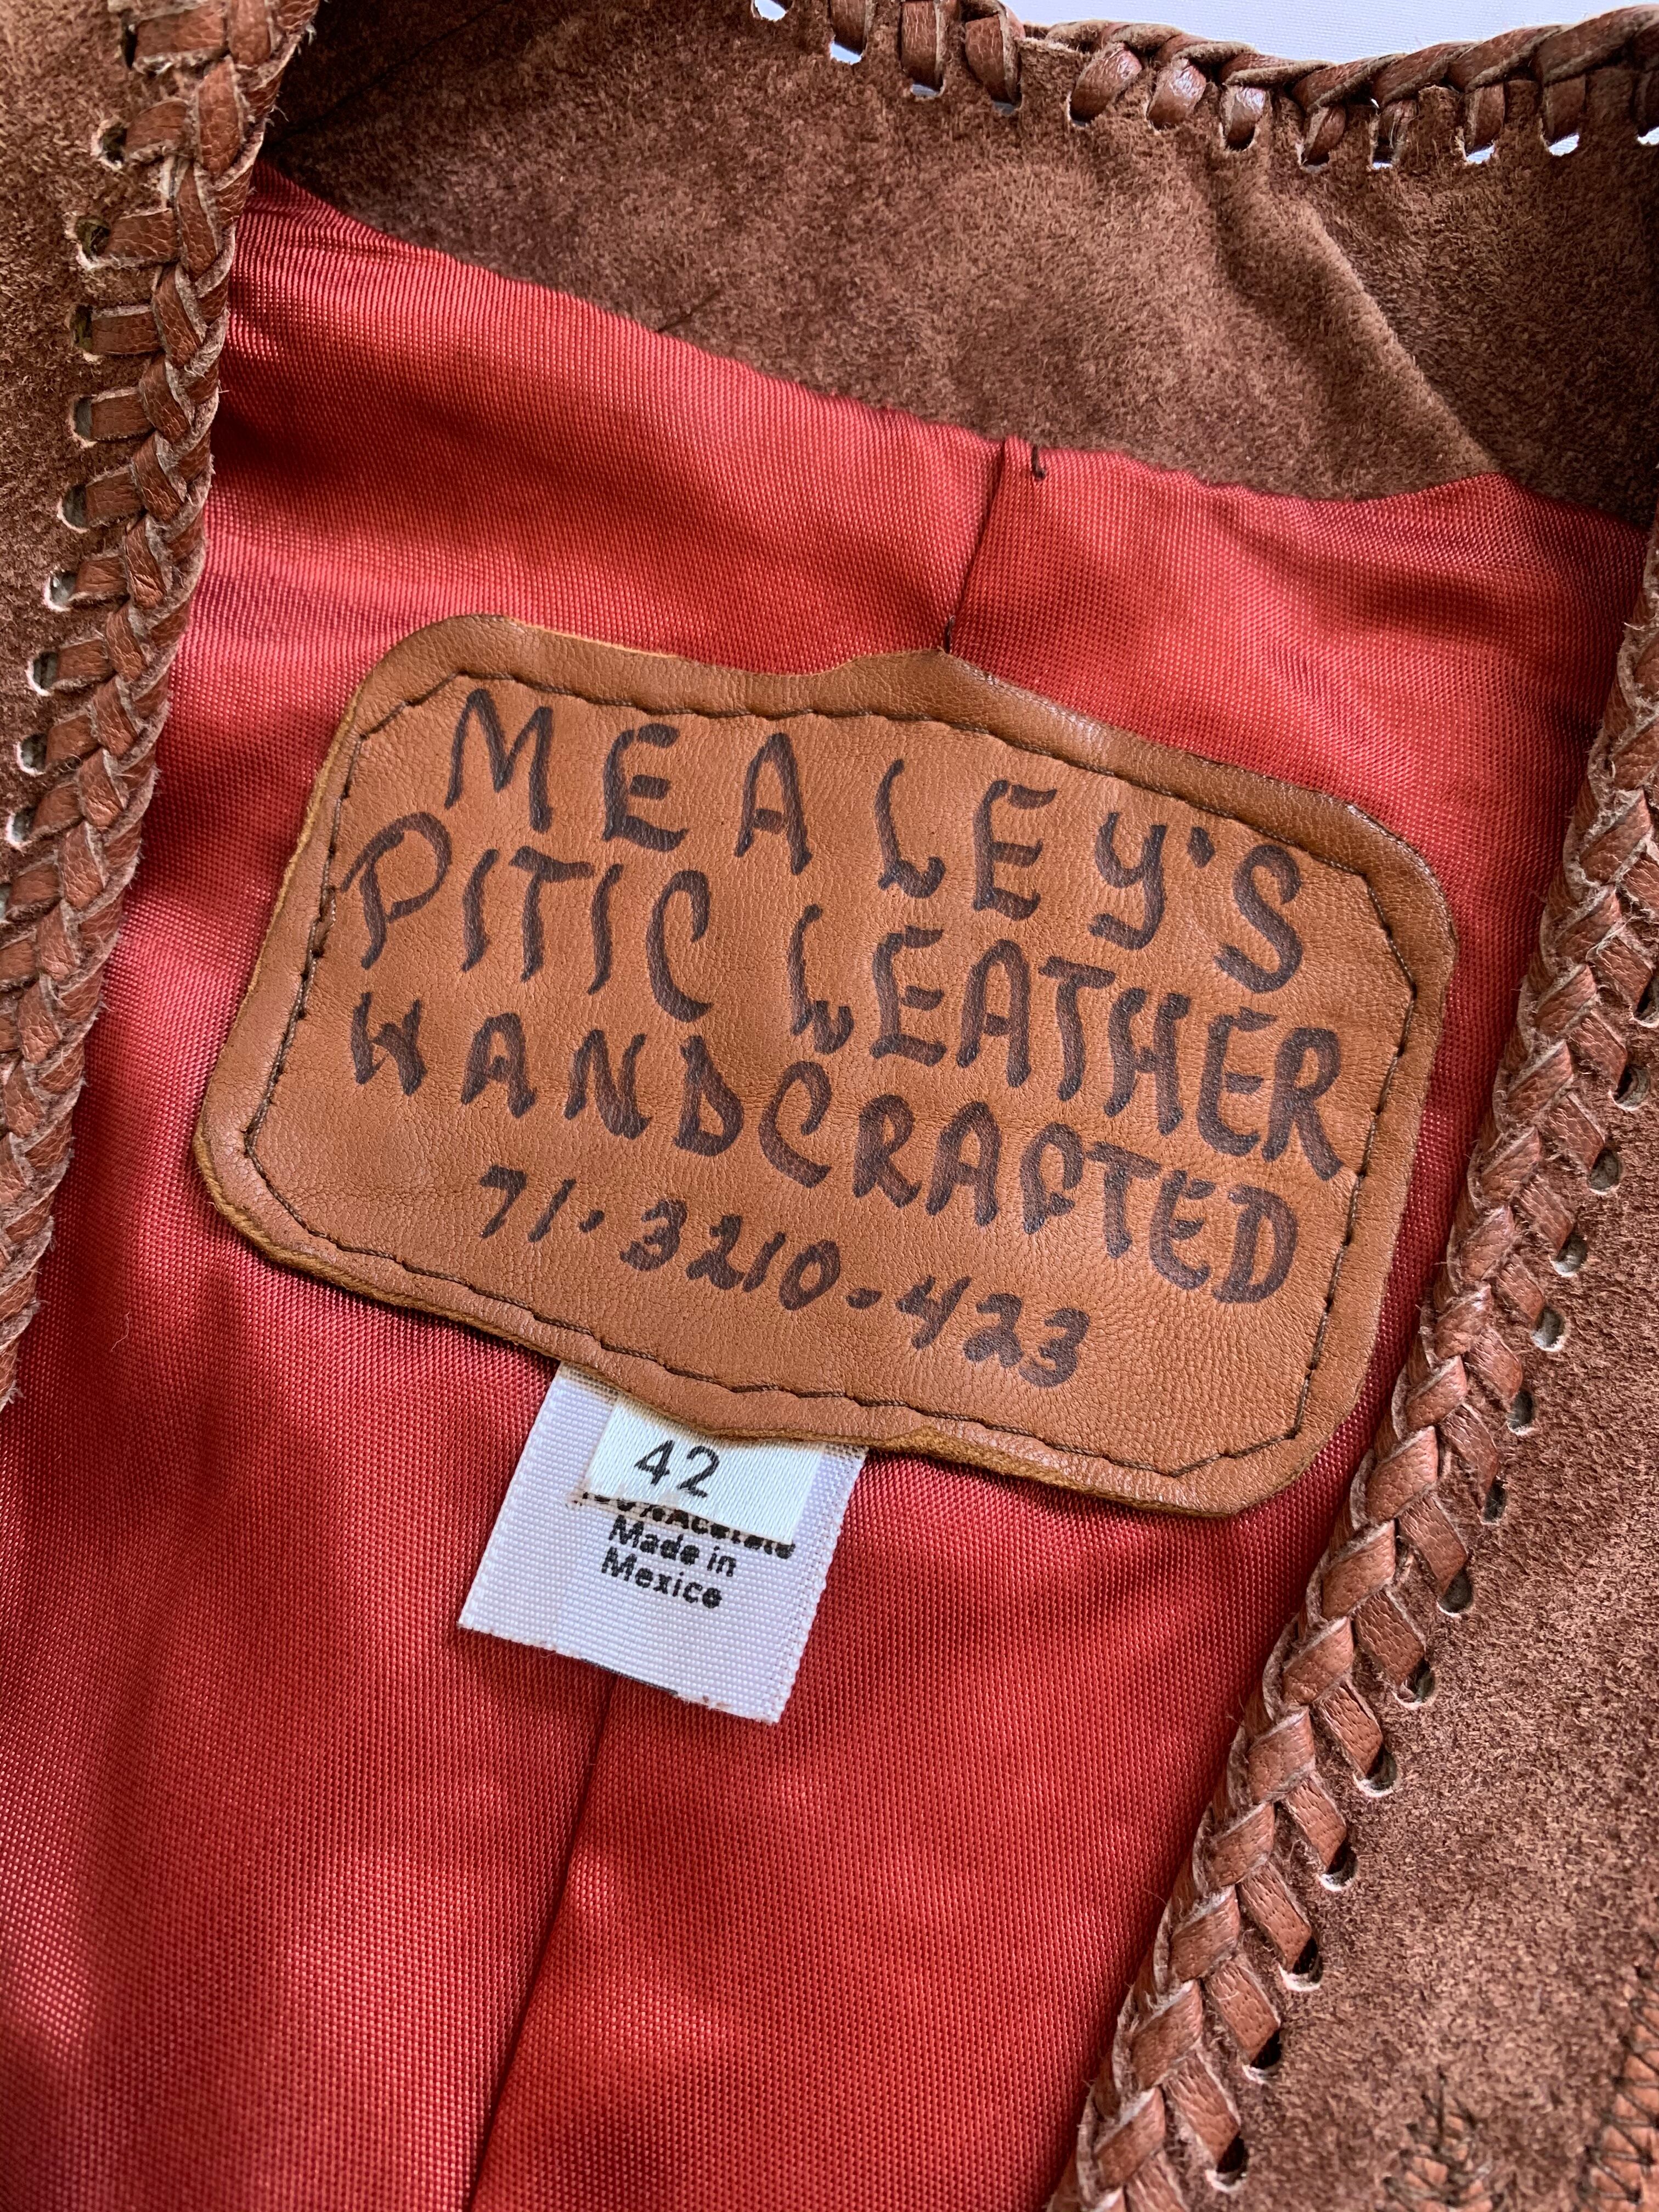 MEALEY'S
PITIC LEATHER
HANDCRAFTED
71.3210-423
42
Made in
Mexico